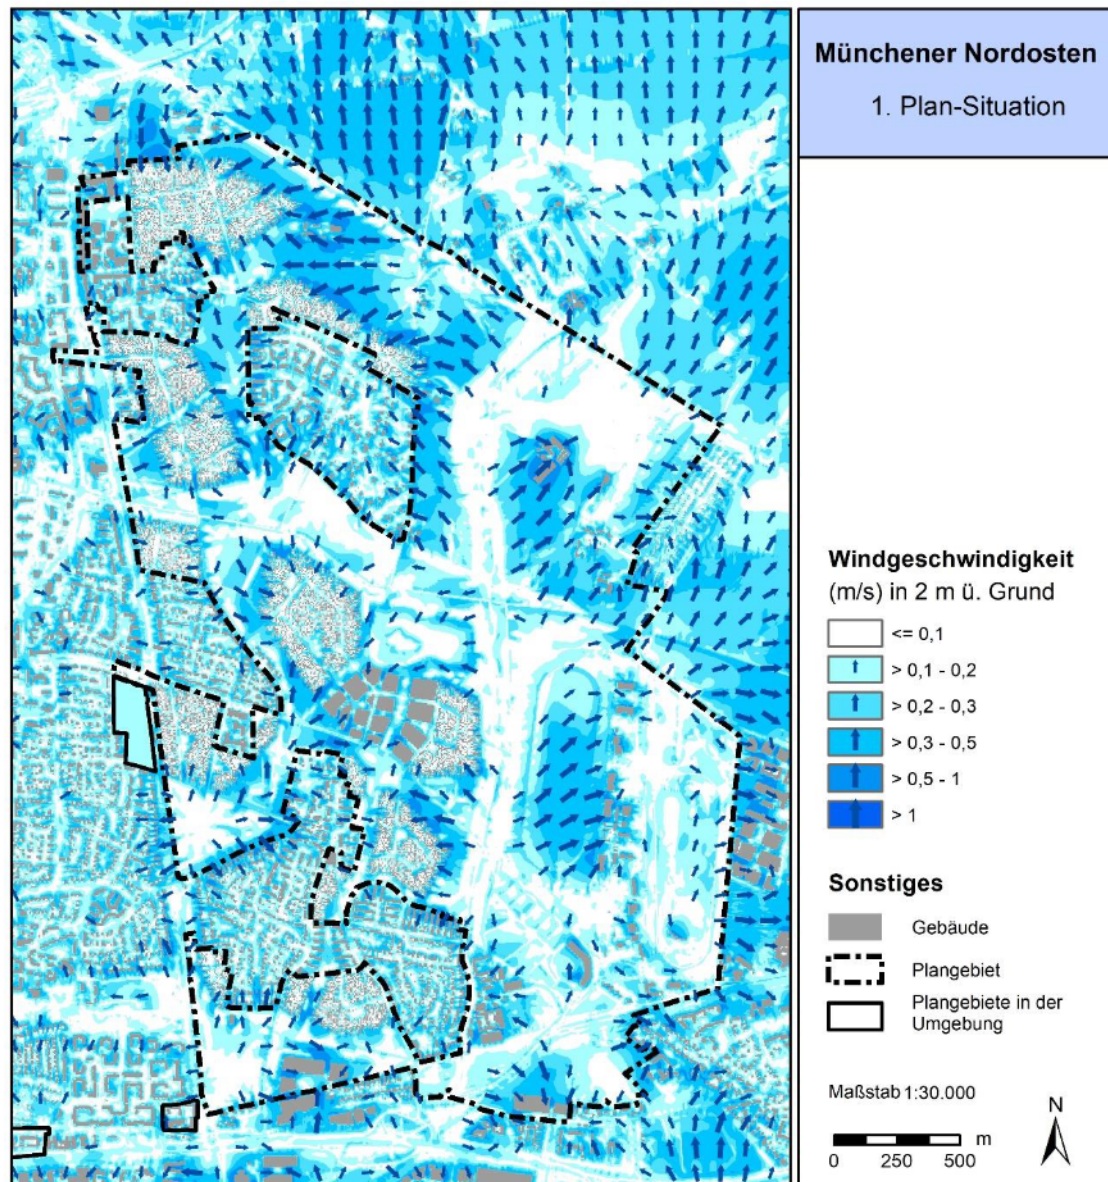 Münchener Nordosten
1. Plan-Situation
Windgeschwindigkeit
(m/s) in 2 m ü. Grund
<= 0,1
> 0,1 - 0,2
> 0,2 - 0,3
> 0,3 - 0,5
> 0,5 - 1
> 1
Sonstiges
Gebäude
Plangebiet
Plangebiete in der
Umgebung
Maßstab 1:30.000
N
m
0 250 500